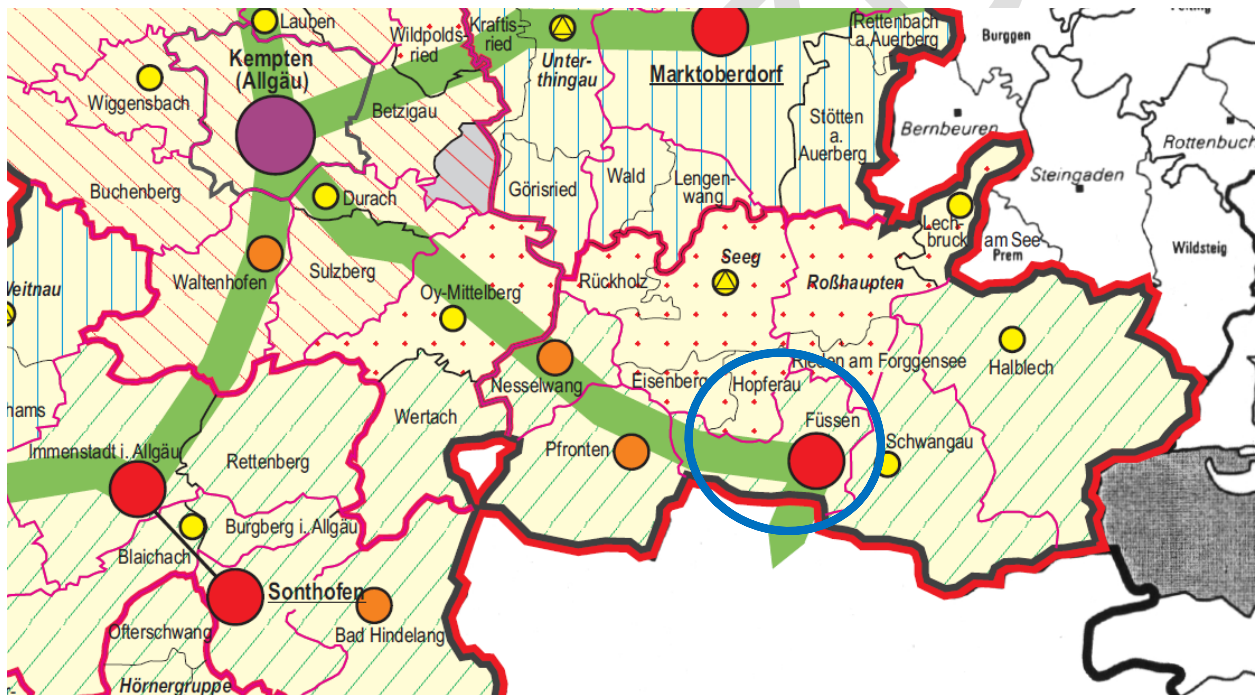 Lauben
Kempten
(Allgäu)
Wiggensbach
Wildpolds-
ried
Kraftis-
ried
Unter-
thingau
Marktoberdorf
Rettenbach
a.Auerberg
Burggen
Betzigau
Stötten
a.
Auerberg
Bernbeuren
Rottenbuch
Steingaden
Buchenberg
Durach
Görisried
Wald
Lengen-
wang
Lech-
bruck am See
Prem
Wildsteig
Waltenhofen
Sulzberg
Oy-Mittelberg
Rückholz
Seeg
Roßhaupten
Weitnau
Halblech
Nesselwang
Eisenberg
Hopferau
Rieden am Forggensee
Wertach
Füssen
Schwangau
Pfronten
Immenstadt i. Allgäu
Rettenberg
Burgberg i. Allgäu
Blaichach
Sonthofen
Ofterschwang
Bad Hindelang
Hörnergruppe